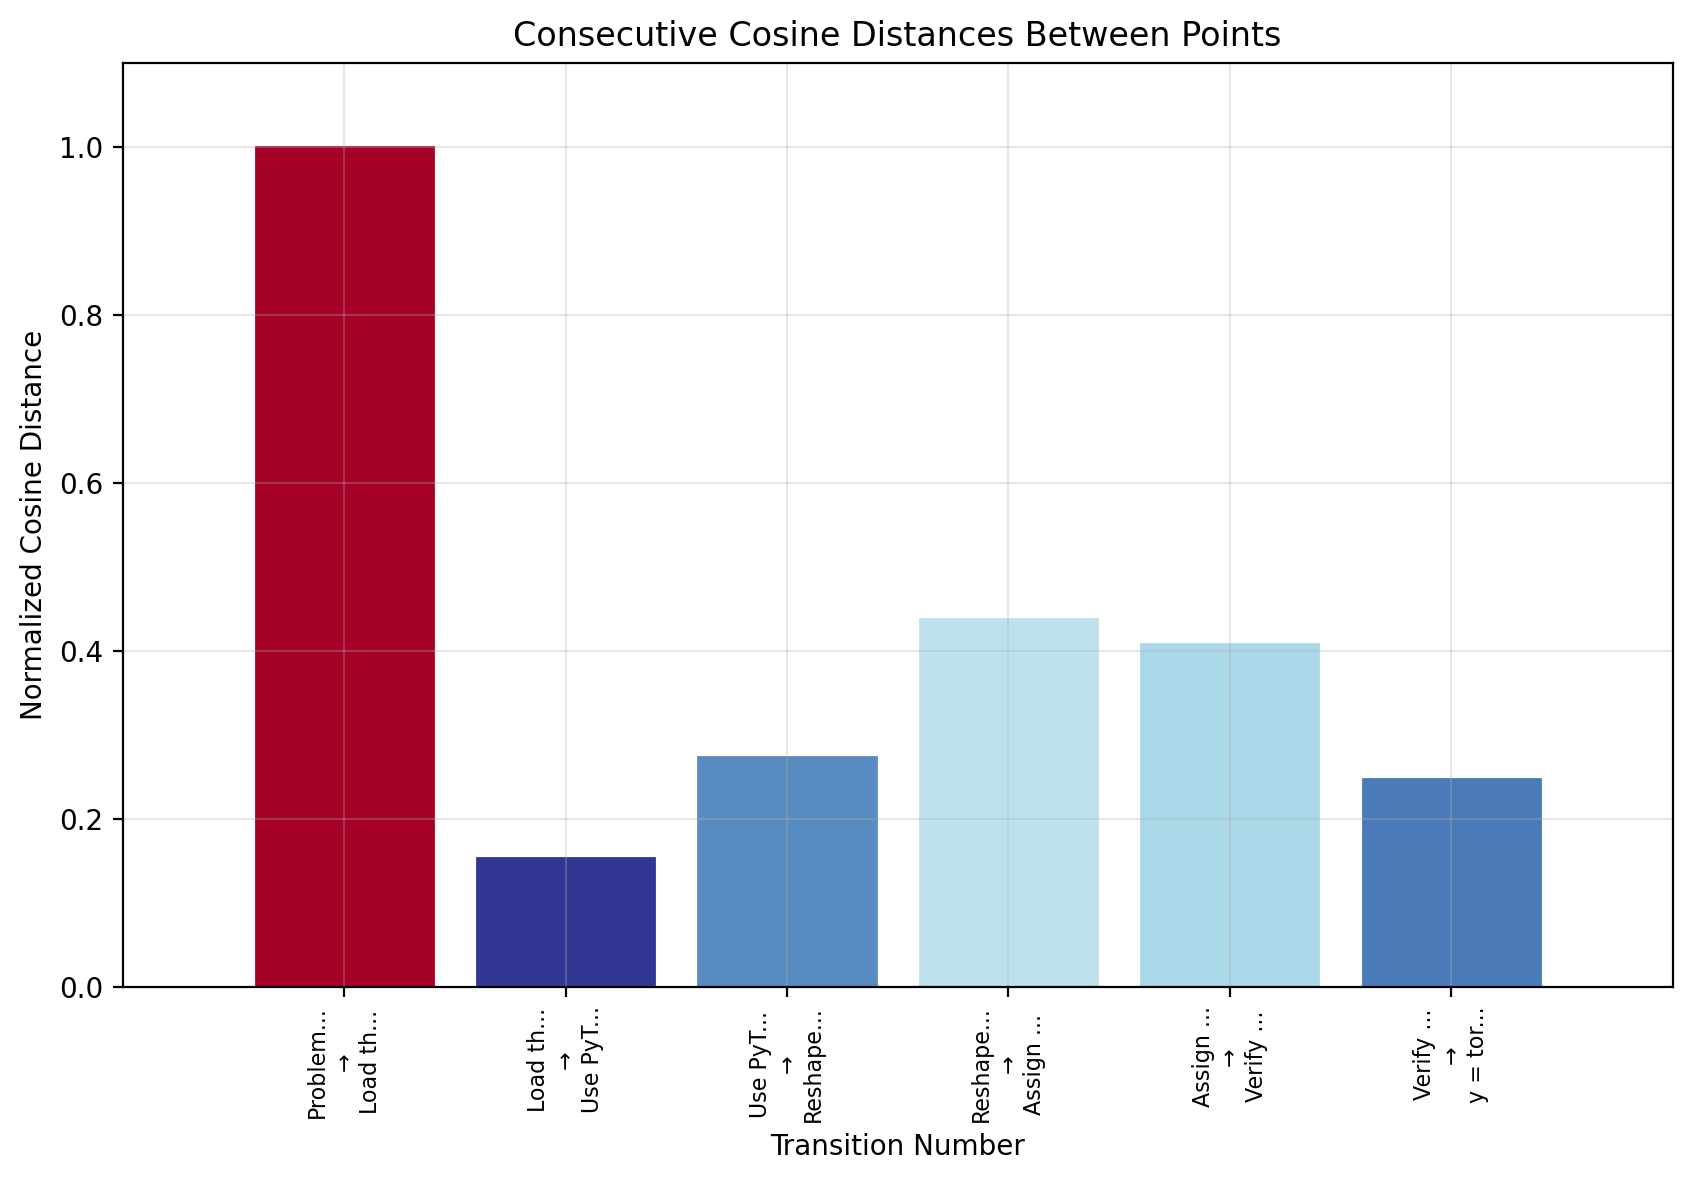 Consecutive Cosine Distances Between Points
Normalized Cosine Distance
1.0
0.8
0.6
0.4
0.2
0.0
Problem...
→
Load th...
Load th...
→
Use PyT...
Use PyT...
→
Reshape...
Reshape...
→
Assign ...
Assign ...
→
Verify ...
Verify ...
→
y = tor...
Transition Number